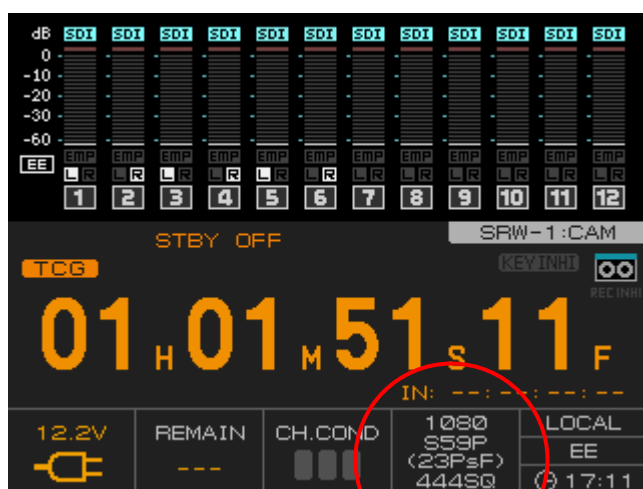 dB SDI SDI SDI SDI SDI SDI SDI SDI SDI SDI SDI SDI
0
-10
-20
-30
-60
EMP EMP EMP EMP EMP EMP EMP EMP EMP EMP EMP EMP
EE L R L R L R L R L R L R L R L R L R L R L R L R
1 2 3 4 5 6 7 8 9 10 11 12
STBY OFF SRW-1:CAM
TCG KEY INHI
REC INHI
01 H 01 M 51 S 11 F
IN: --:--:--:--
12.2V REMAIN CH.COND 1080 LOCAL
S59P
--- (23PsF) EE
444SQ 17:11